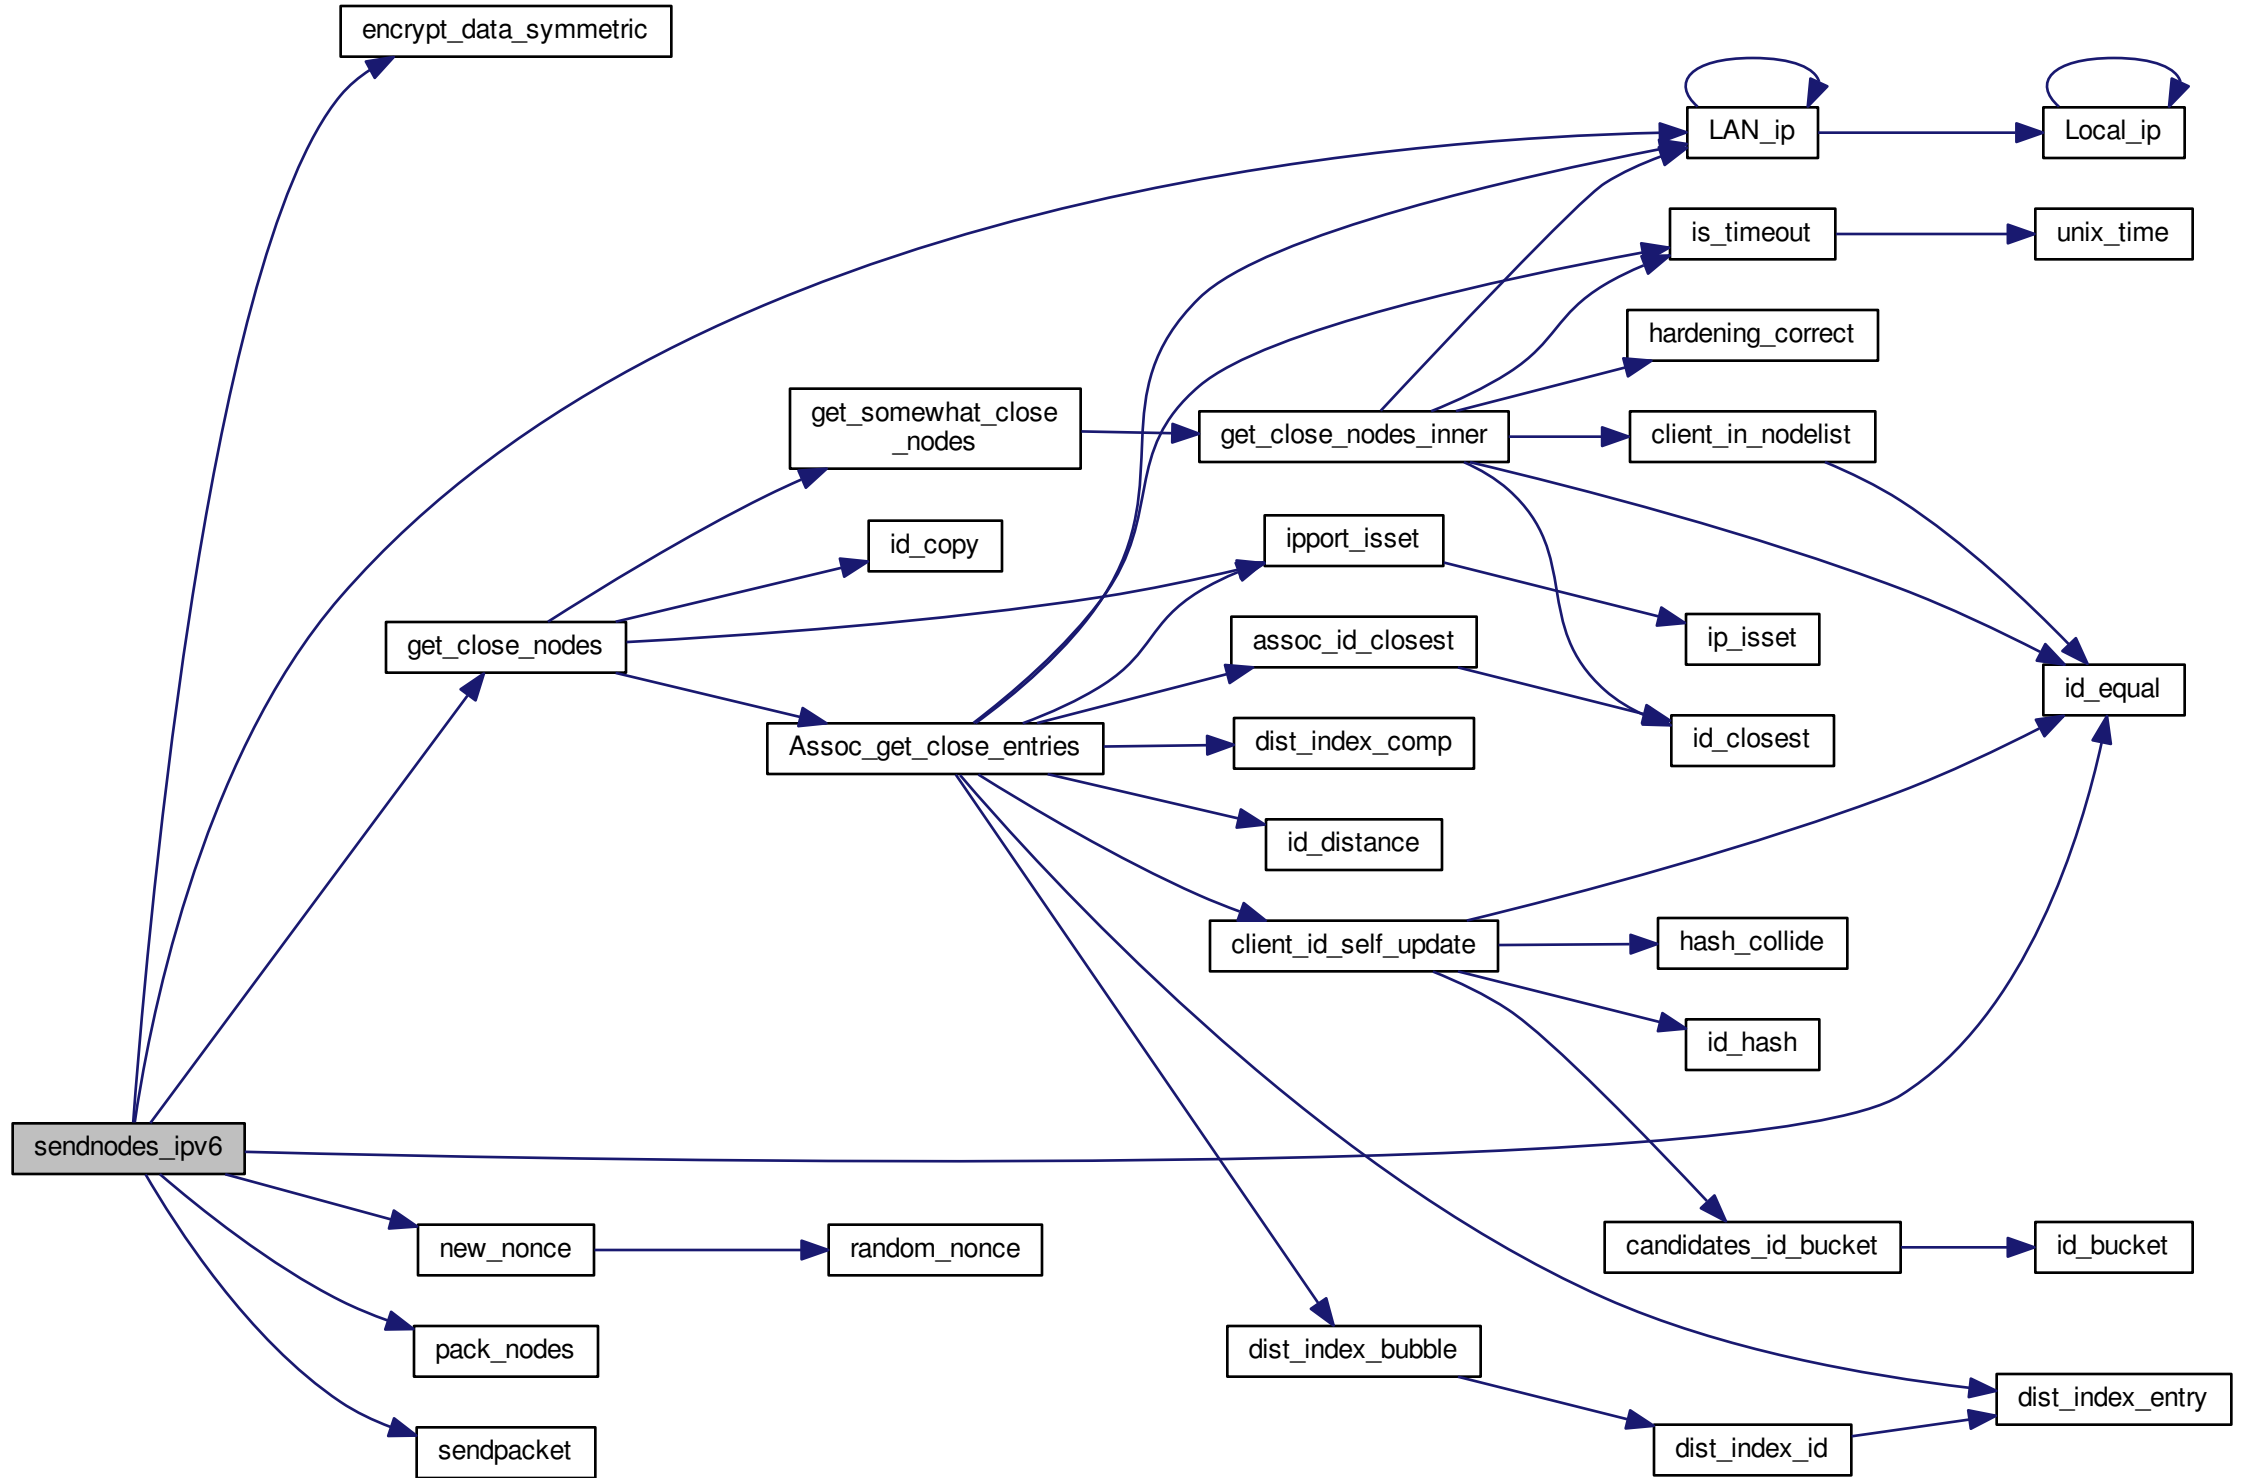 encrypt_data_symmetric
LAN_ip
Local_ip
is_timeout
unix_time
hardening_correct
get_somewhat_close
_nodes
get_close_nodes_inner
client_in_nodelist
id_copy
ipport_isset
get_close_nodes
assoc_id_closest
ip_isset
id_equal
Assoc_get_close_entries
dist_index_comp
id_closest
id_distance
client_id_self_update
hash_collide
id_hash
sendnodes_ipv6
new_nonce
random_nonce
candidates_id_bucket
id_bucket
pack_nodes
dist_index_bubble
dist_index_entry
sendpacket
dist_index_id